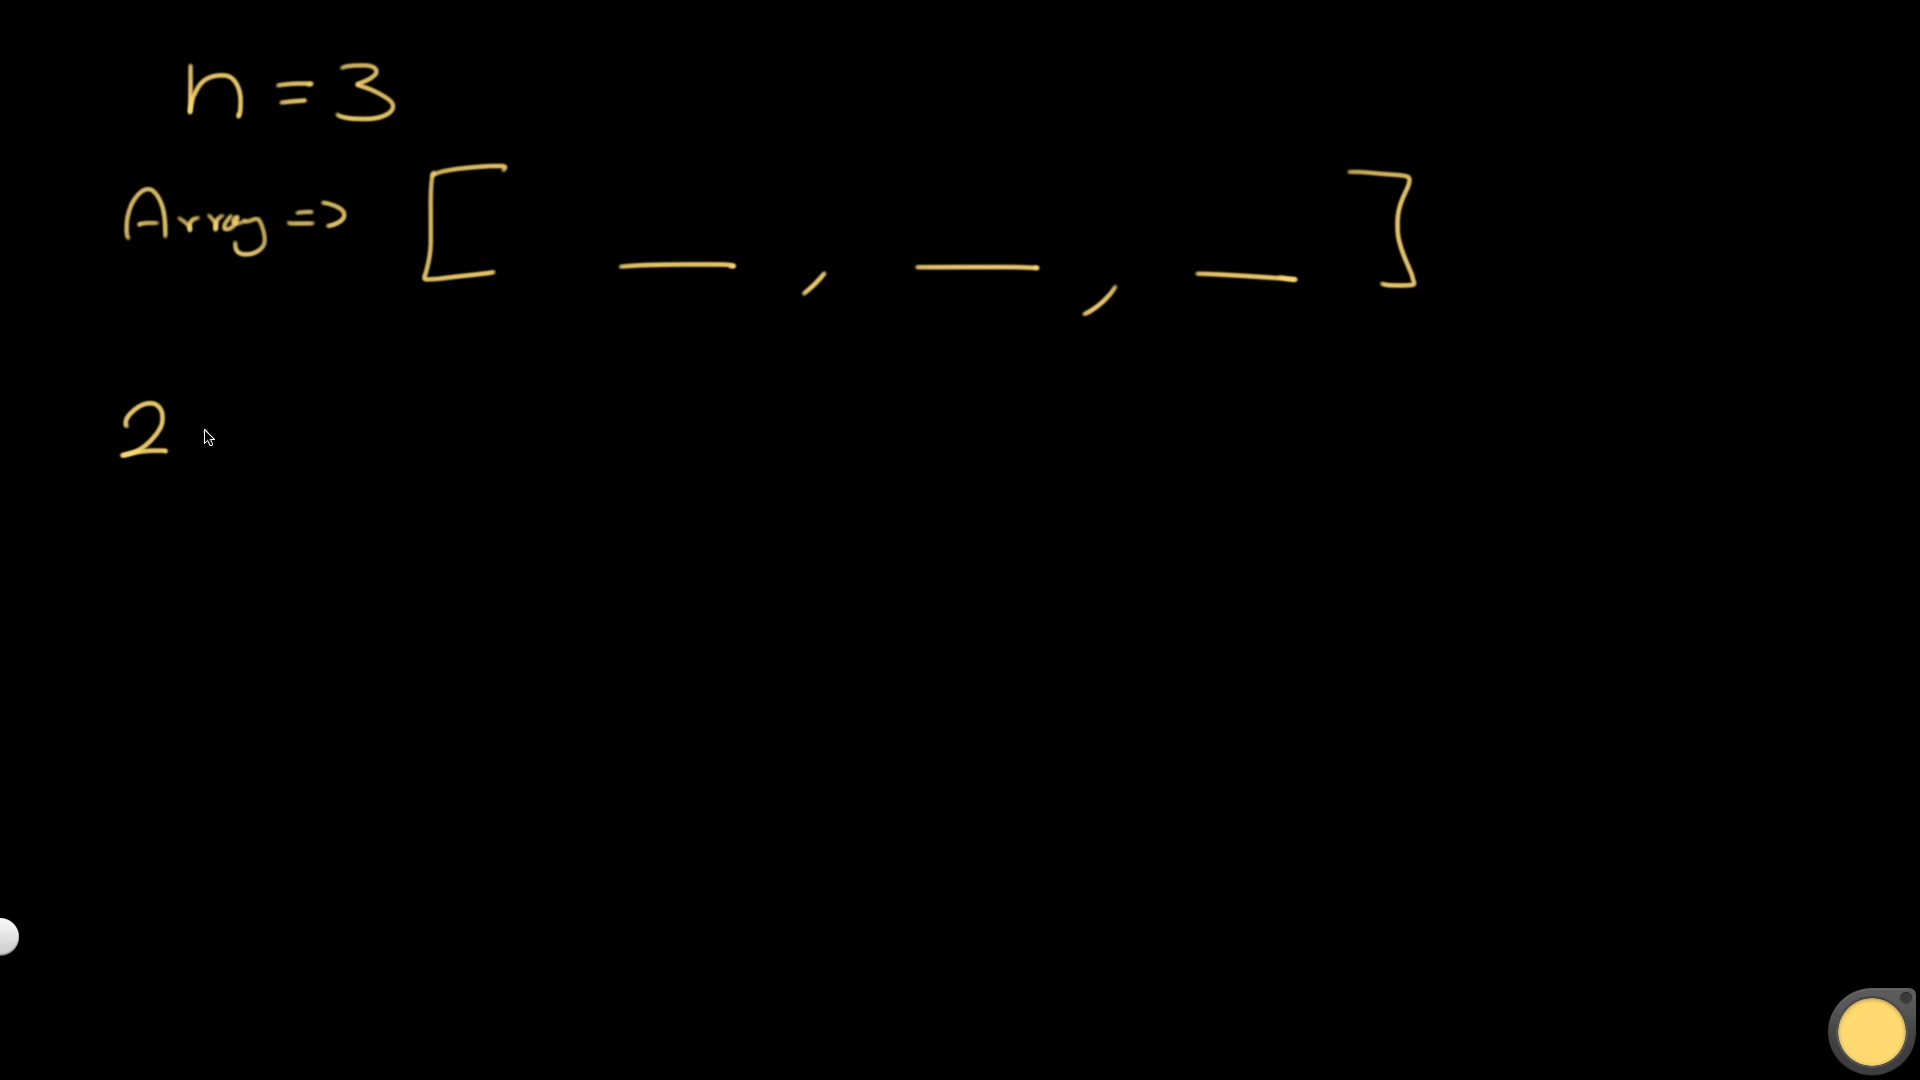 n = 3
Array => [ __ , __ , __ ]
2